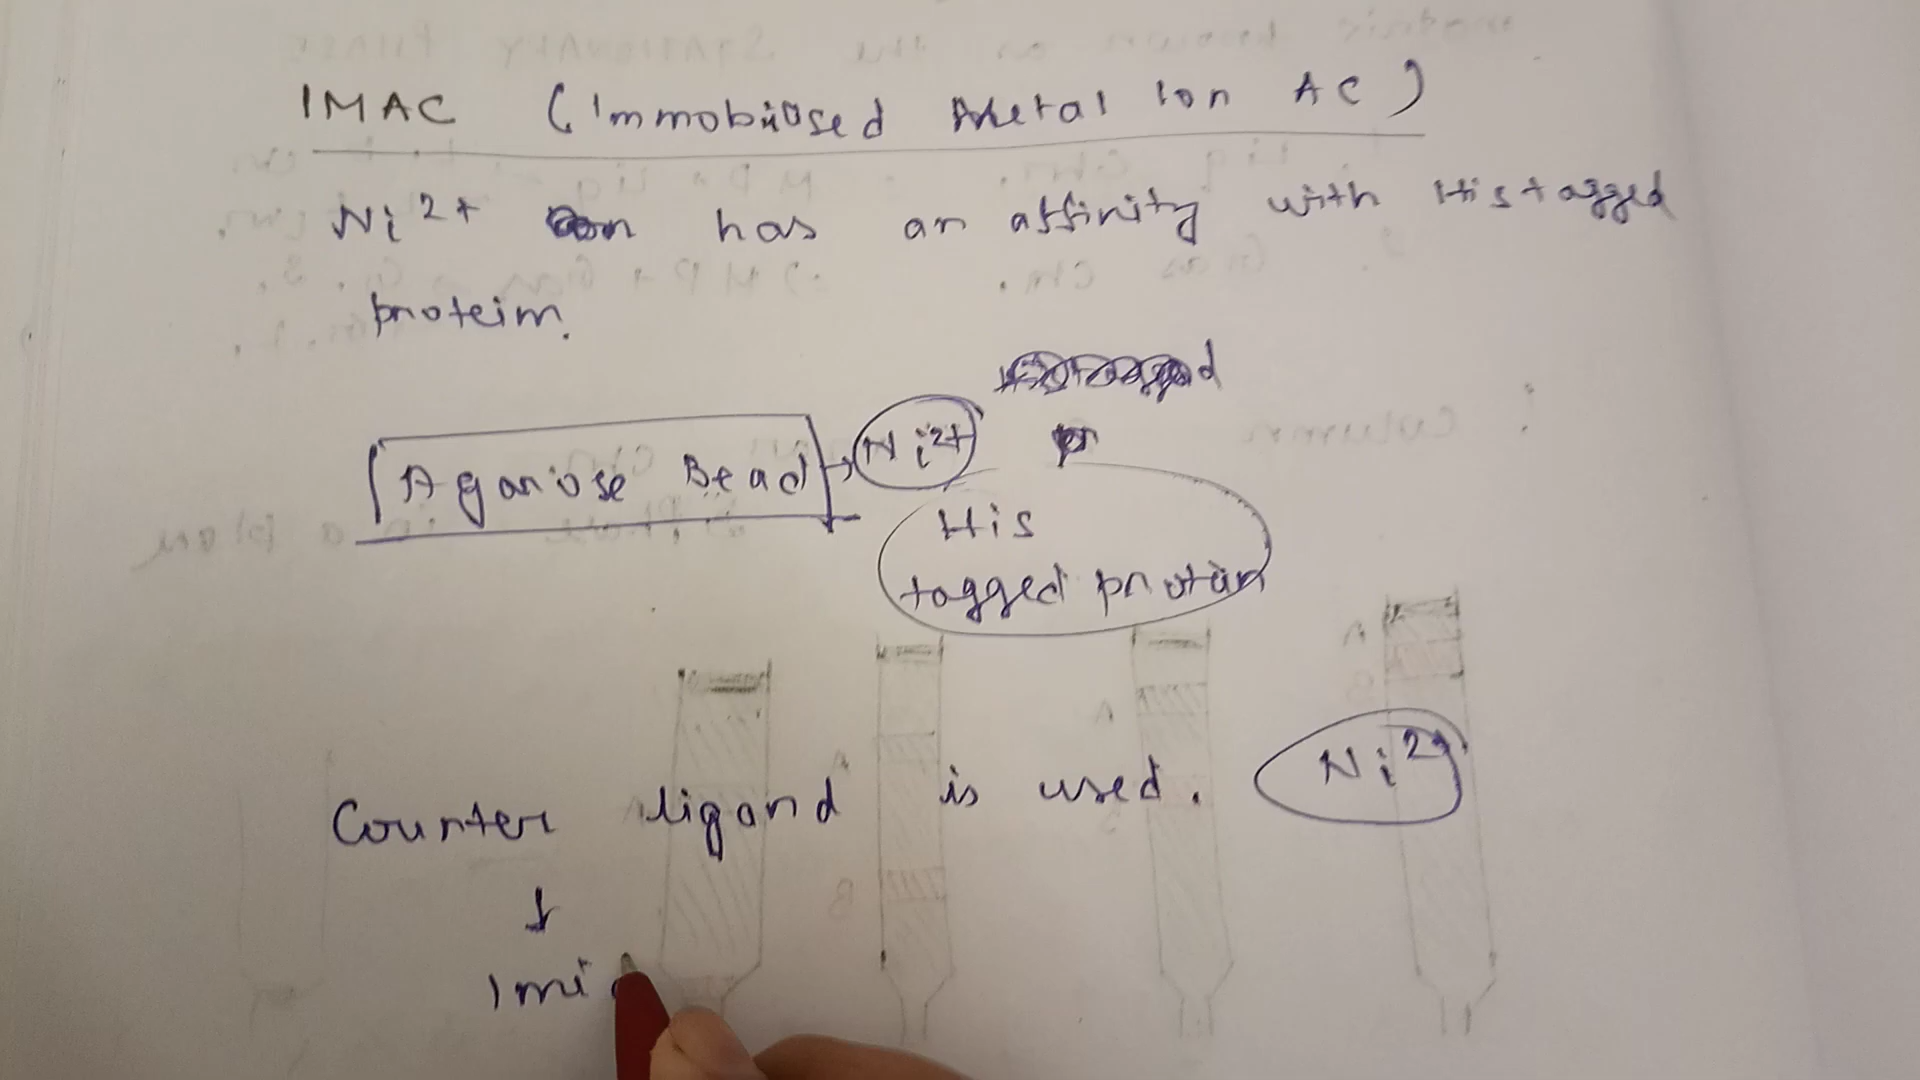 IMAC (Immobilised Metal Ion AC)
Ni2+ has an affinity with His tagged
protein.
Agarose Bead → Ni2+
His
tagged protein
Counter ligand is used. Ni2+
↓
Imid